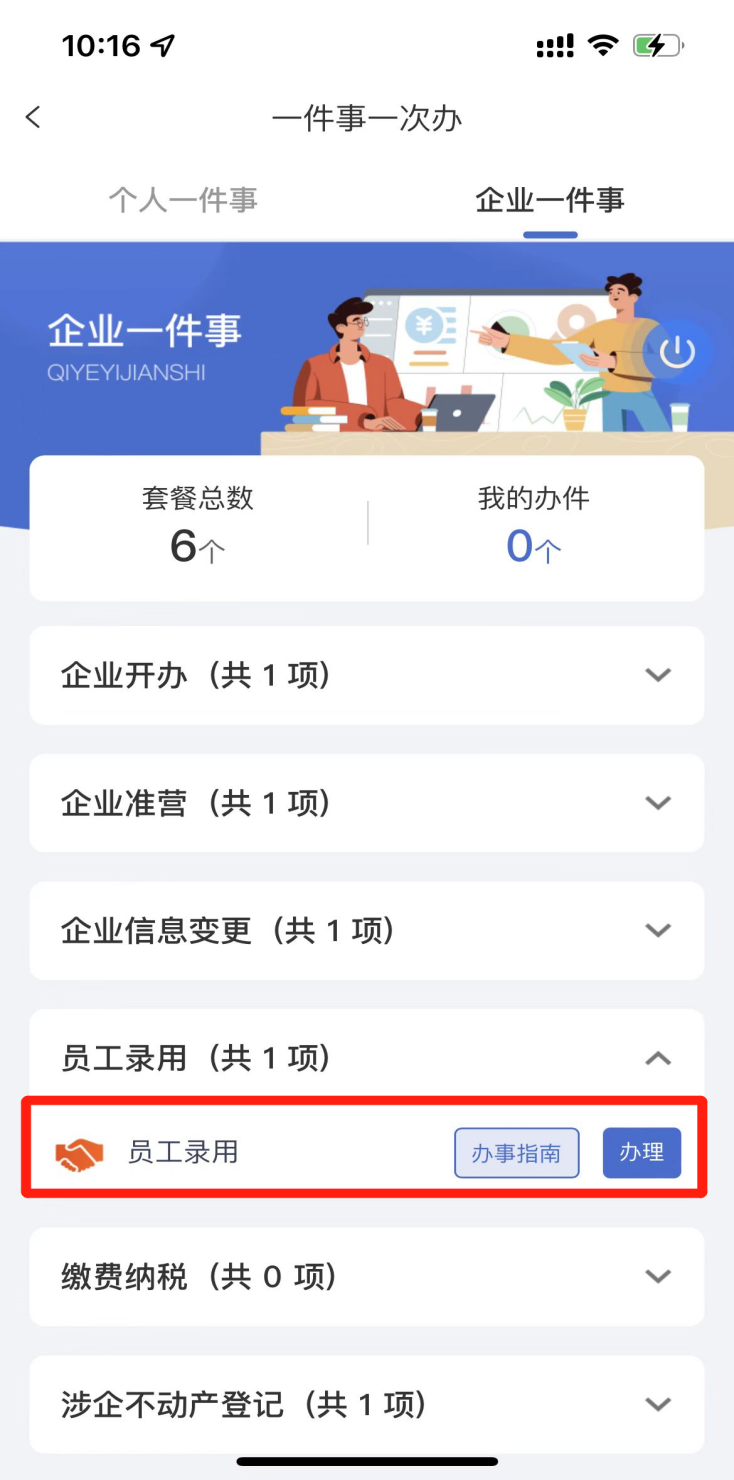 10:16
一件事一次办
个人一件事
企业一件事
企业一件事
QIYEYIJIANSHI
套餐总数
我的办件
6个
0个
企业开办（共 1 项）
企业准营（共 1 项）
企业信息变更（共 1 项）
员工录用（共 1 项）
员工录用 办事指南 办理
缴费纳税（共 0 项）
涉企不动产登记（共 1 项）